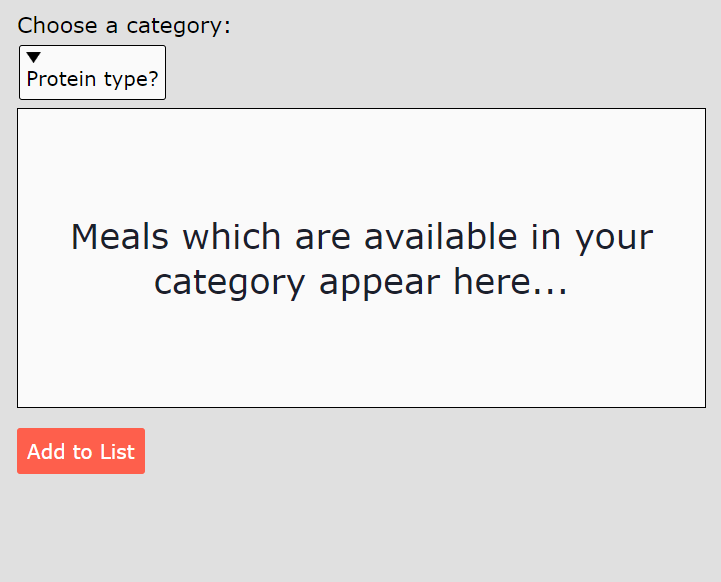 Choose a category:
Protein type?
Meals which are available in your
category appear here...
Add to List